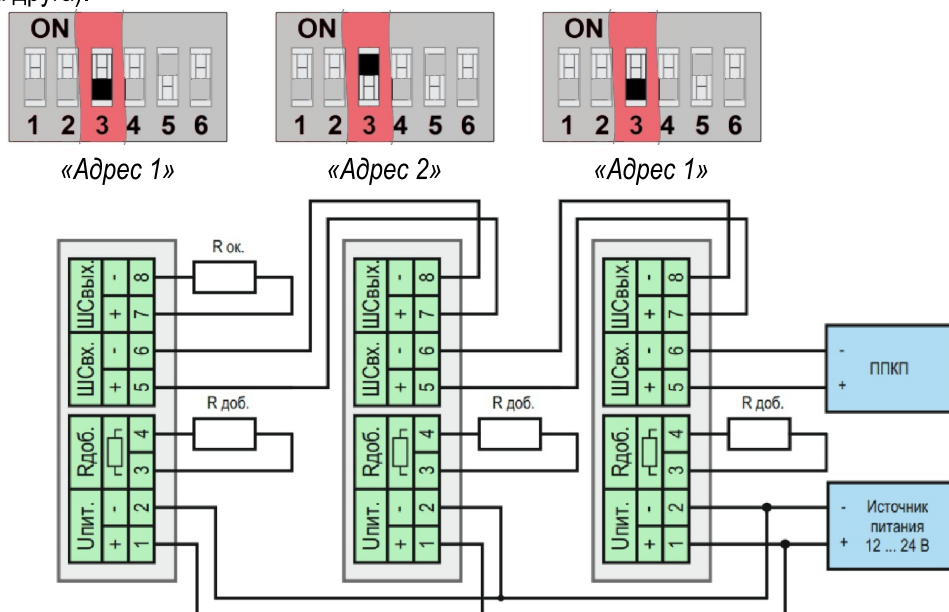 друга).
ON ON ON
1 2 3 4 5 6 1 2 3 4 5 6 1 2 3 4 5 6
«Адрес 1» «Адрес 2» «Адрес 1»
R ок.
ШСвых. - 8
+ 7
ШСвх. - 6
+ 5
R доб.
Rдоб. 4
3
Uпит. - 2
+ 1
ШСвых. - 8
+ 7
ШСвх. - 6
+ 5
R доб.
Rдоб. 4
3
Uпит. - 2
+ 1
ШСвых. - 8
+ 7
ШСвх. - 6
+ 5
R доб.
Rдоб. 4
3
Uпит. - 2
+ 1
-
ППКП
+
- Источник
питания
+ 12 ... 24 В